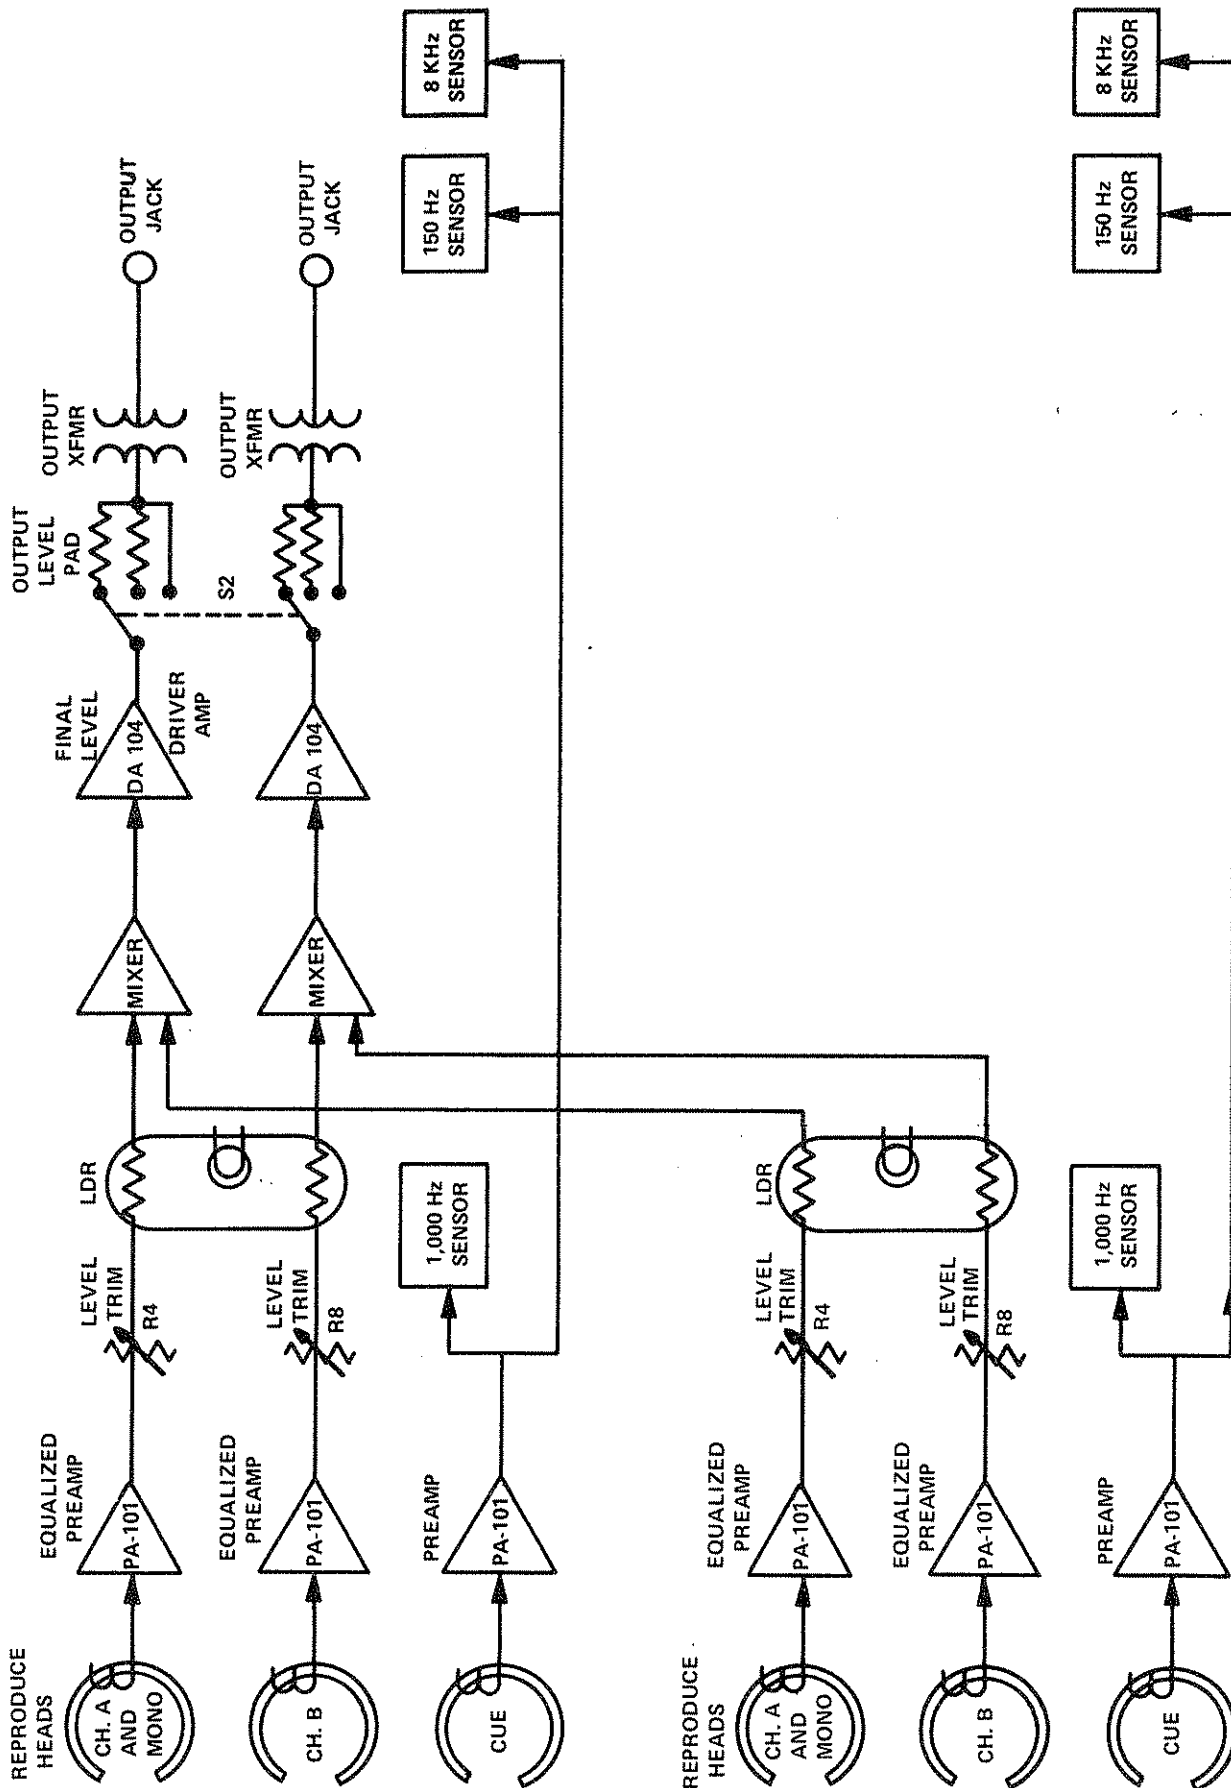 REPRODUCE
HEADS
CH. A
AND
MONO
EQUALIZED
PREAMP
PA-101
LEVEL
TRIM
R4
LDR
MIXER
FINAL
LEVEL
DA 104
DRIVER
AMP
OUTPUT
LEVEL
PAD
OUTPUT
XFMR
OUTPUT
JACK
CH. B
EQUALIZED
PREAMP
PA-101
LEVEL
TRIM
R8
MIXER
DA 104
S2
OUTPUT
XFMR
OUTPUT
JACK
CUE
PREAMP
PA-101
1,000 Hz
SENSOR
150 Hz
SENSOR
8 KHz
SENSOR
REPRODUCE
HEADS
CH. A
AND
MONO
EQUALIZED
PREAMP
PA-101
LEVEL
TRIM
R4
LDR
CH. B
EQUALIZED
PREAMP
PA-101
LEVEL
TRIM
R8
CUE
PREAMP
PA-101
1,000 Hz
SENSOR
150 Hz
SENSOR
8 KHz
SENSOR